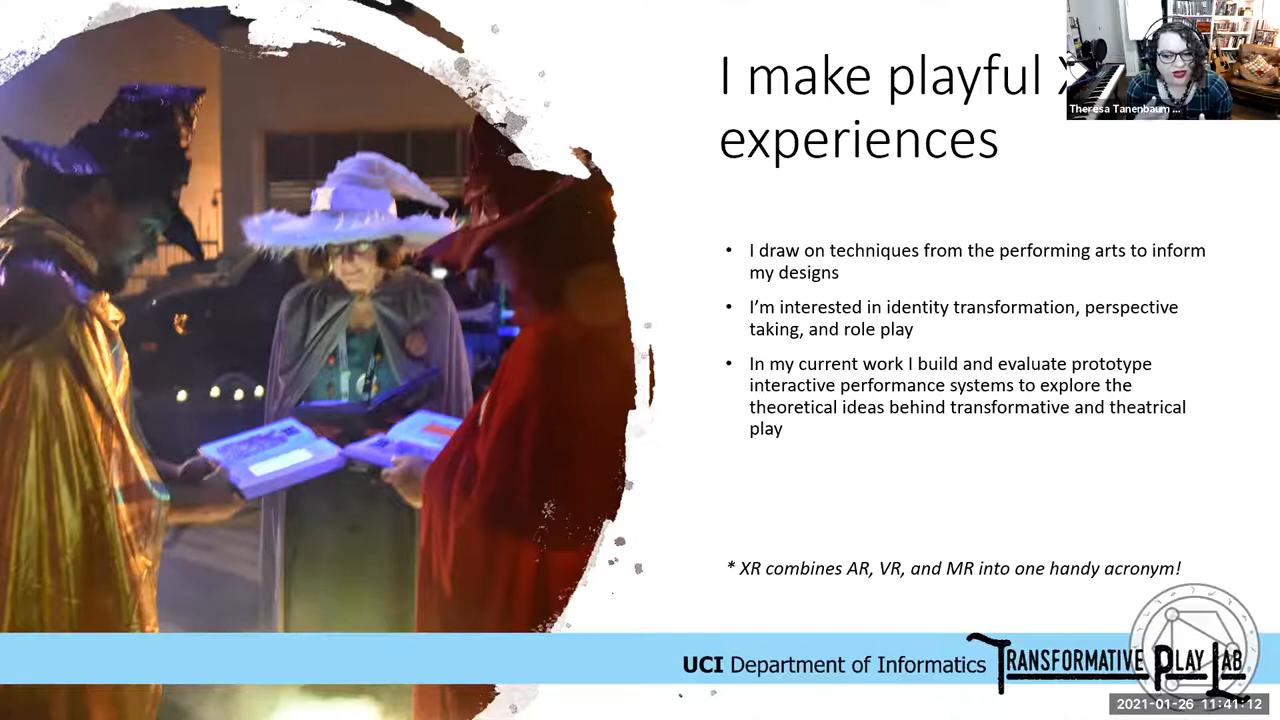 I make playful
experiences
Theresa Tanenbaum ...
• I draw on techniques from the performing arts to inform
my designs
• I'm interested in identity transformation, perspective
taking, and role play
• In my current work I build and evaluate prototype
interactive performance systems to explore the
theoretical ideas behind transformative and theatrical
play
* XR combines AR, VR, and MR into one handy acronym!
UCI Department of Informatics
TRANSFORMATIVE PLAY LAB
2021-01-26 11:41:12